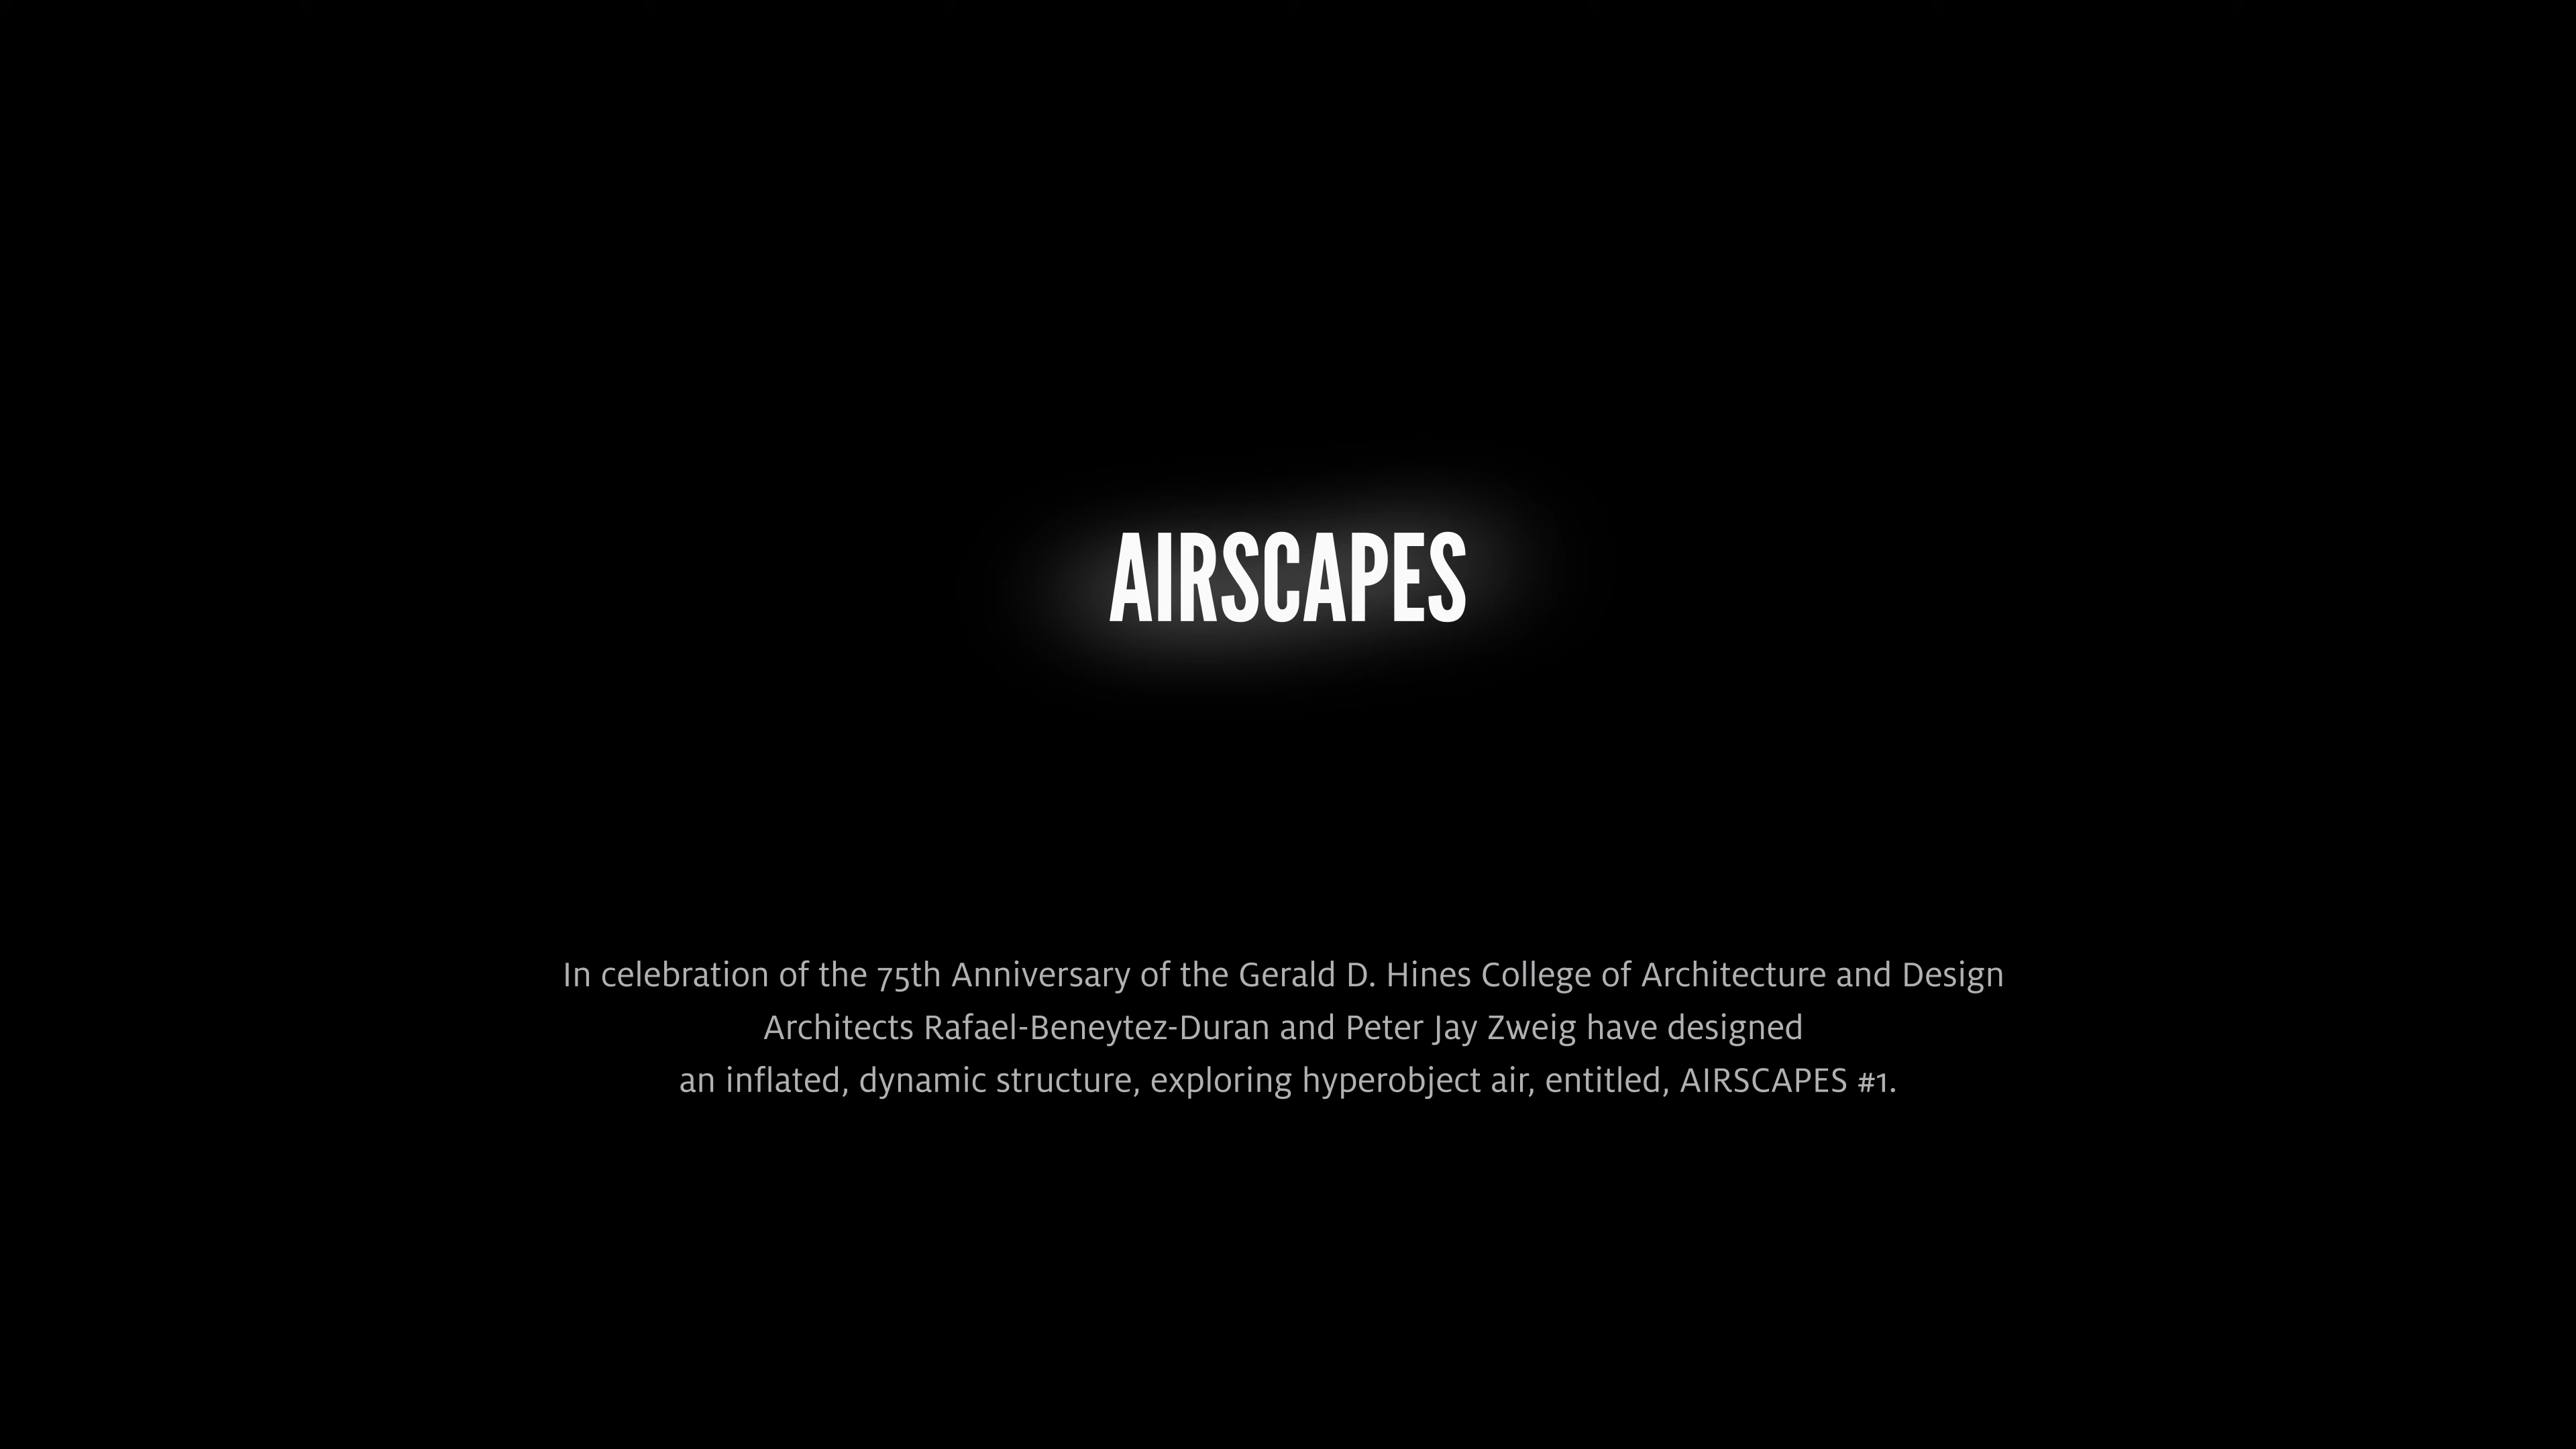 AIRSCAPES
In celebration of the 75th Anniversary of the Gerald D. Hines College of Architecture and Design
Architects Rafael-Beneytez-Duran and Peter Jay Zweig have designed
an inflated, dynamic structure, exploring hyperobject air, entitled, AIRSCAPES #1.